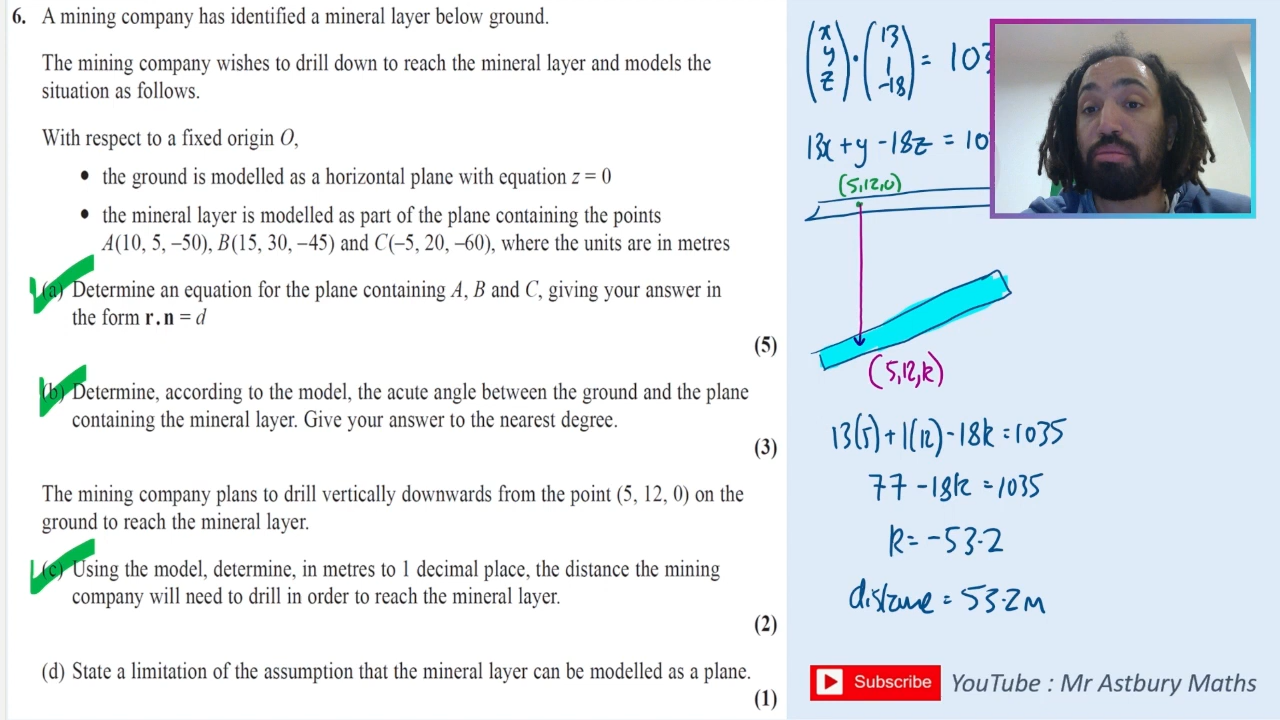 6. A mining company has identified a mineral layer below ground.
The mining company wishes to drill down to reach the mineral layer and models the
situation as follows.
With respect to a fixed origin O,
• the ground is modelled as a horizontal plane with equation z = 0
• the mineral layer is modelled as part of the plane containing the points
A(10, 5, –50), B(15, 30, –45) and C(–5, 20, –60), where the units are in metres
(a) Determine an equation for the plane containing A, B and C, giving your answer in
the form r.n = d
(5)
(b) Determine, according to the model, the acute angle between the ground and the plane
containing the mineral layer. Give your answer to the nearest degree.
(3)
The mining company plans to drill vertically downwards from the point (5, 12, 0) on the
ground to reach the mineral layer.
(c) Using the model, determine, in metres to 1 decimal place, the distance the mining
company will need to drill in order to reach the mineral layer.
(2)
(d) State a limitation of the assumption that the mineral layer can be modelled as a plane.
(1)
(x y z) · (13 1 -18) = 103
13x + y - 18z = 10
(5,12,0)
(5,12,k)
13(5) + 1(12) - 18k = 1035
77 - 18k = 1035
k = -53.2
distance = 53.2m
Subscribe
YouTube : Mr Astbury Maths